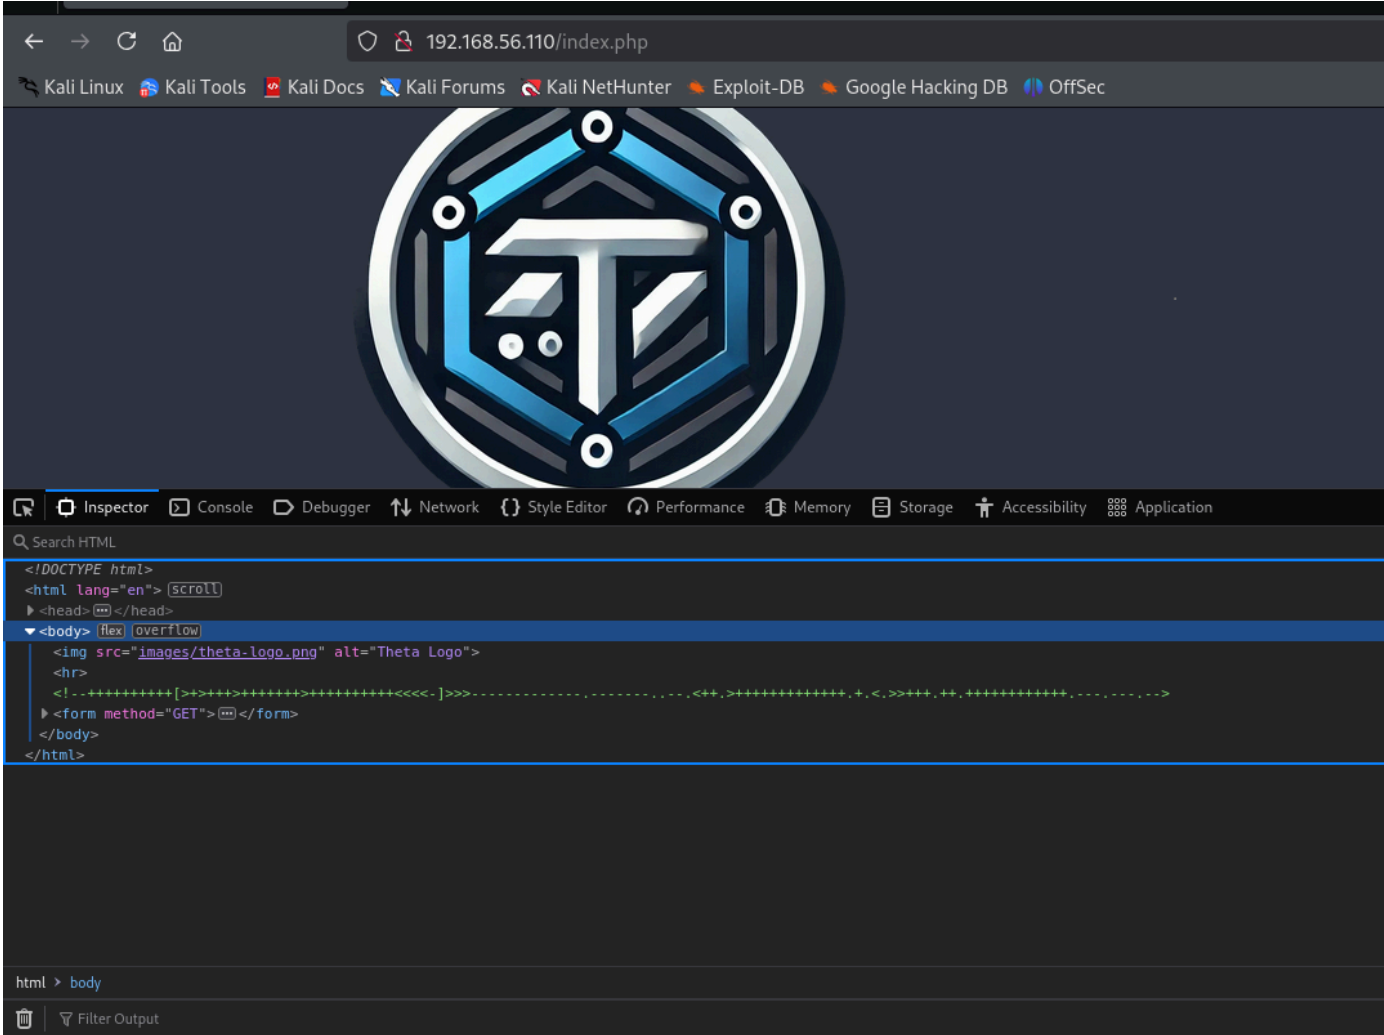 192.168.56.110/index.php
Kali Linux Kali Tools Kali Docs Kali Forums Kali NetHunter Exploit-DB Google Hacking DB OffSec
Inspector Console Debugger Network Style Editor Performance Memory Storage Accessibility Application
Search HTML
<!DOCTYPE html>
<html lang="en"> scroll
<head>···</head>
<body> flex overflow
<img src="images/theta-logo.png" alt="Theta Logo">
<hr>
<!--++++++++++[>+>+++>+++++++>++++++++++<<<<-]>>>-------------.-------..--.<++.>+++++++++++++.+.<.>>+++.++.++++++++++++.---.---.-->
<form method="GET">···</form>
</body>
</html>
html > body
Filter Output